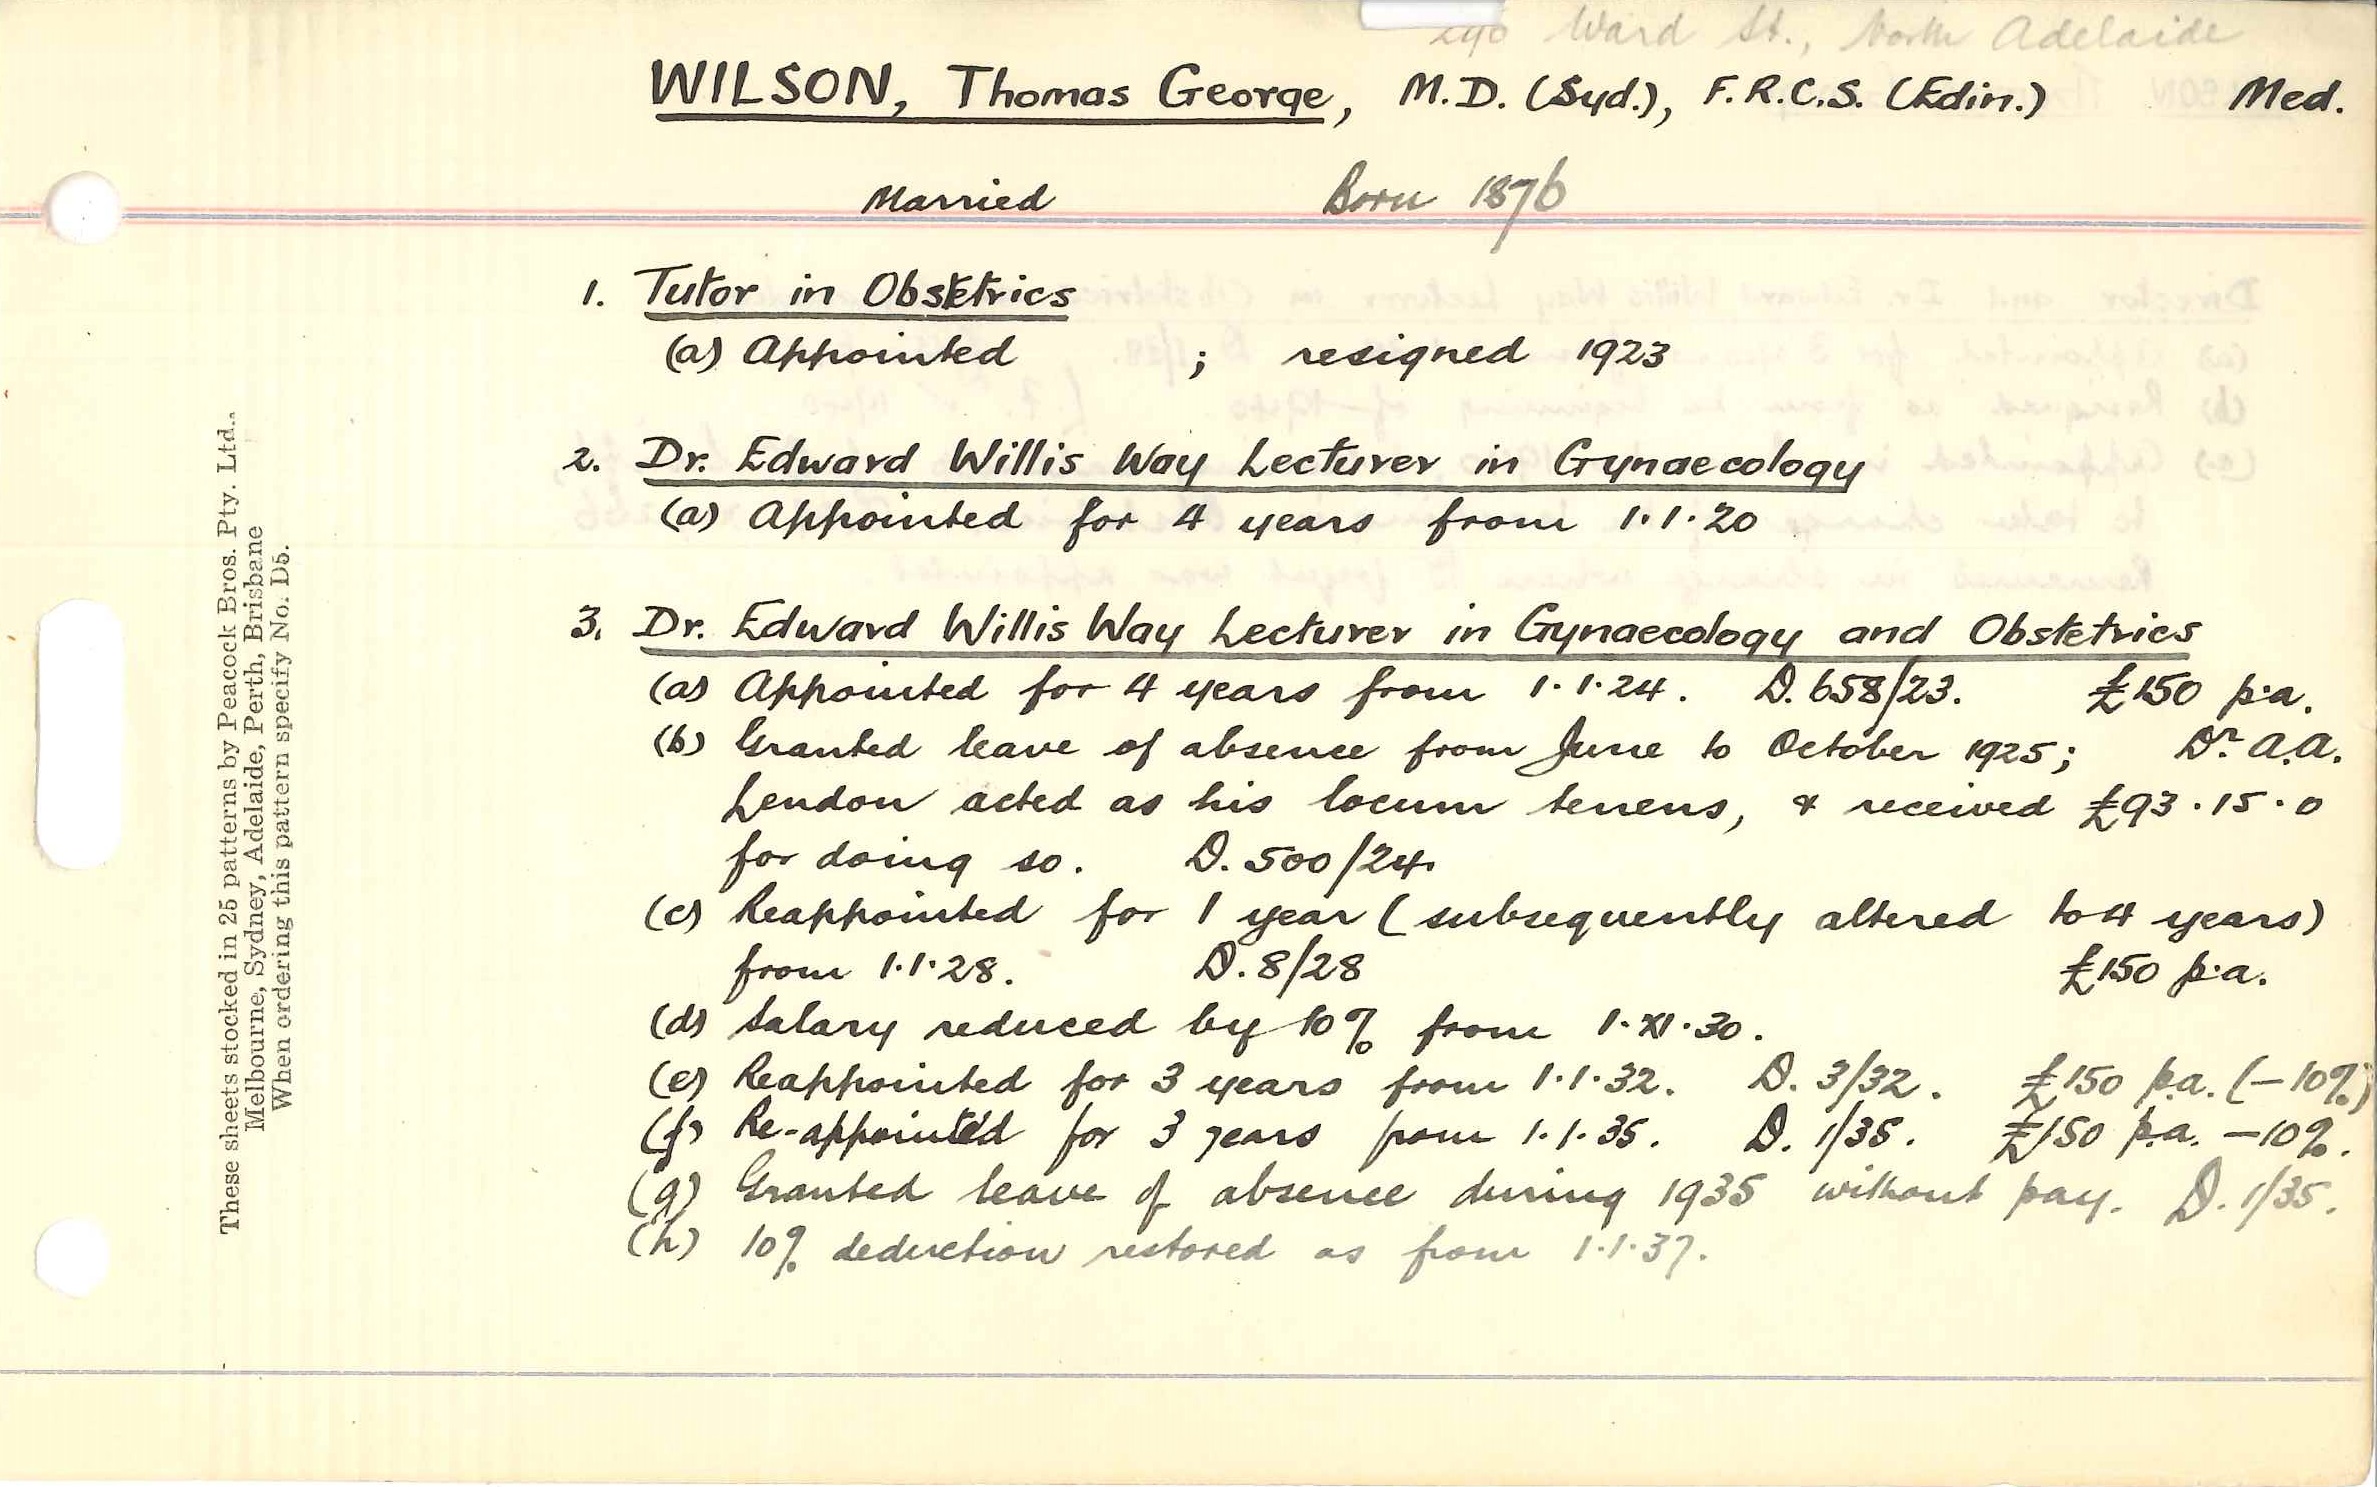 Ward St., North Adelaide
WILSON, Thomas George, M.D. (Syd.), F.R.C.S. (Edin.) Med.
Married Born 1876
1. Tutor in Obstetrics
(a) Appointed ; resigned 1923
2. Dr. Edward Willis Way Lecturer in Gynaecology
(a) Appointed for 4 years from 1.1.20
3. Dr. Edward Willis Way Lecturer in Gynaecology and Obstetrics
(a) Appointed for 4 years from 1.1.24. D.658/23. £150 p.a.
(b) Granted leave of absence from June to October 1925; Dr. A.A.
Lendon acted as his locum tenens, & received £93.15.0
for doing so. D.500/24.
(c) Reappointed for 1 year (subsequently altered to 4 years)
from 1.1.28. D.8/28 £150 p.a.
(d) Salary reduced by 10% from 1.XI.30.
(e) Reappointed for 3 years from 1.1.32. D.3/32. £150 p.a. (-10%)
(f) Re-appointed for 3 years from 1.1.35. D. 1/35. £150 p.a. -10%.
(g) Granted leave of absence during 1935 without pay. D.1/35.
(h) 10% deduction restored as from 1.1.37.
These sheets stocked in 25 patterns by Peacock Bros. Pty. Ltd.,
Melbourne, Sydney, Adelaide, Perth, Brisbane
When ordering this pattern specify No. D5.